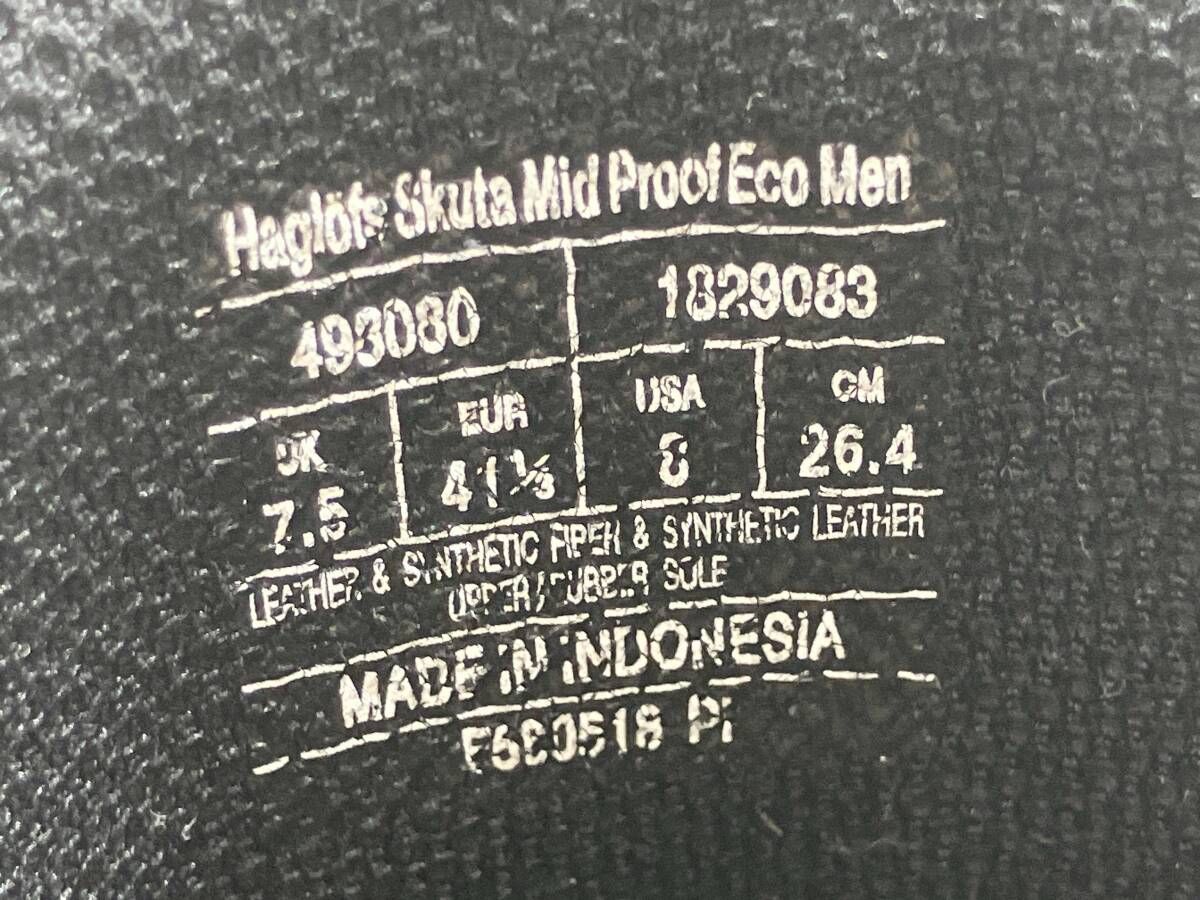 Haglöfs Skuta Mid Proof Eco Men
493080 1829083
UK EUR USA CM
7.5 41⅓ 8 26.4
LEATHER & SYNTHETIC FIBER & SYNTHETIC LEATHER
UPPER / RUBBER SOLE
MADE IN INDONESIA
PI